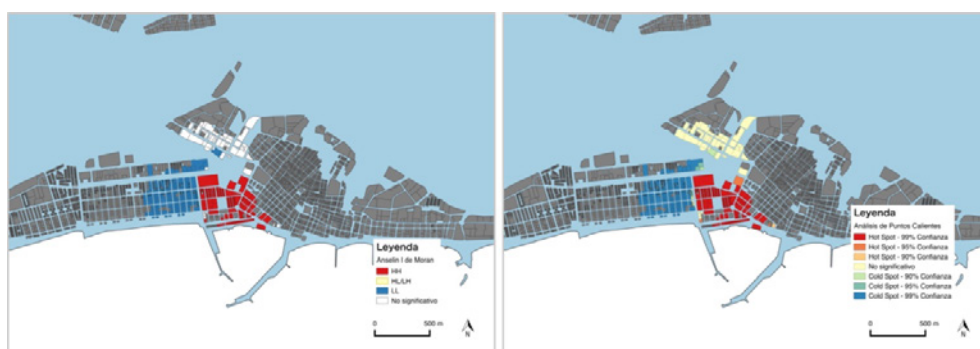 Leyenda
Anselin I de Moran
HH
HL/LH
LL
No significativo
0 500 m
N
Leyenda
Análisis de Puntos Calientes
Hot Spot - 99% Confianza
Hot Spot - 95% Confianza
Hot Spot - 90% Confianza
No significativo
Cold Spot - 90% Confianza
Cold Spot - 95% Confianza
Cold Spot - 99% Confianza
0 500 m
N